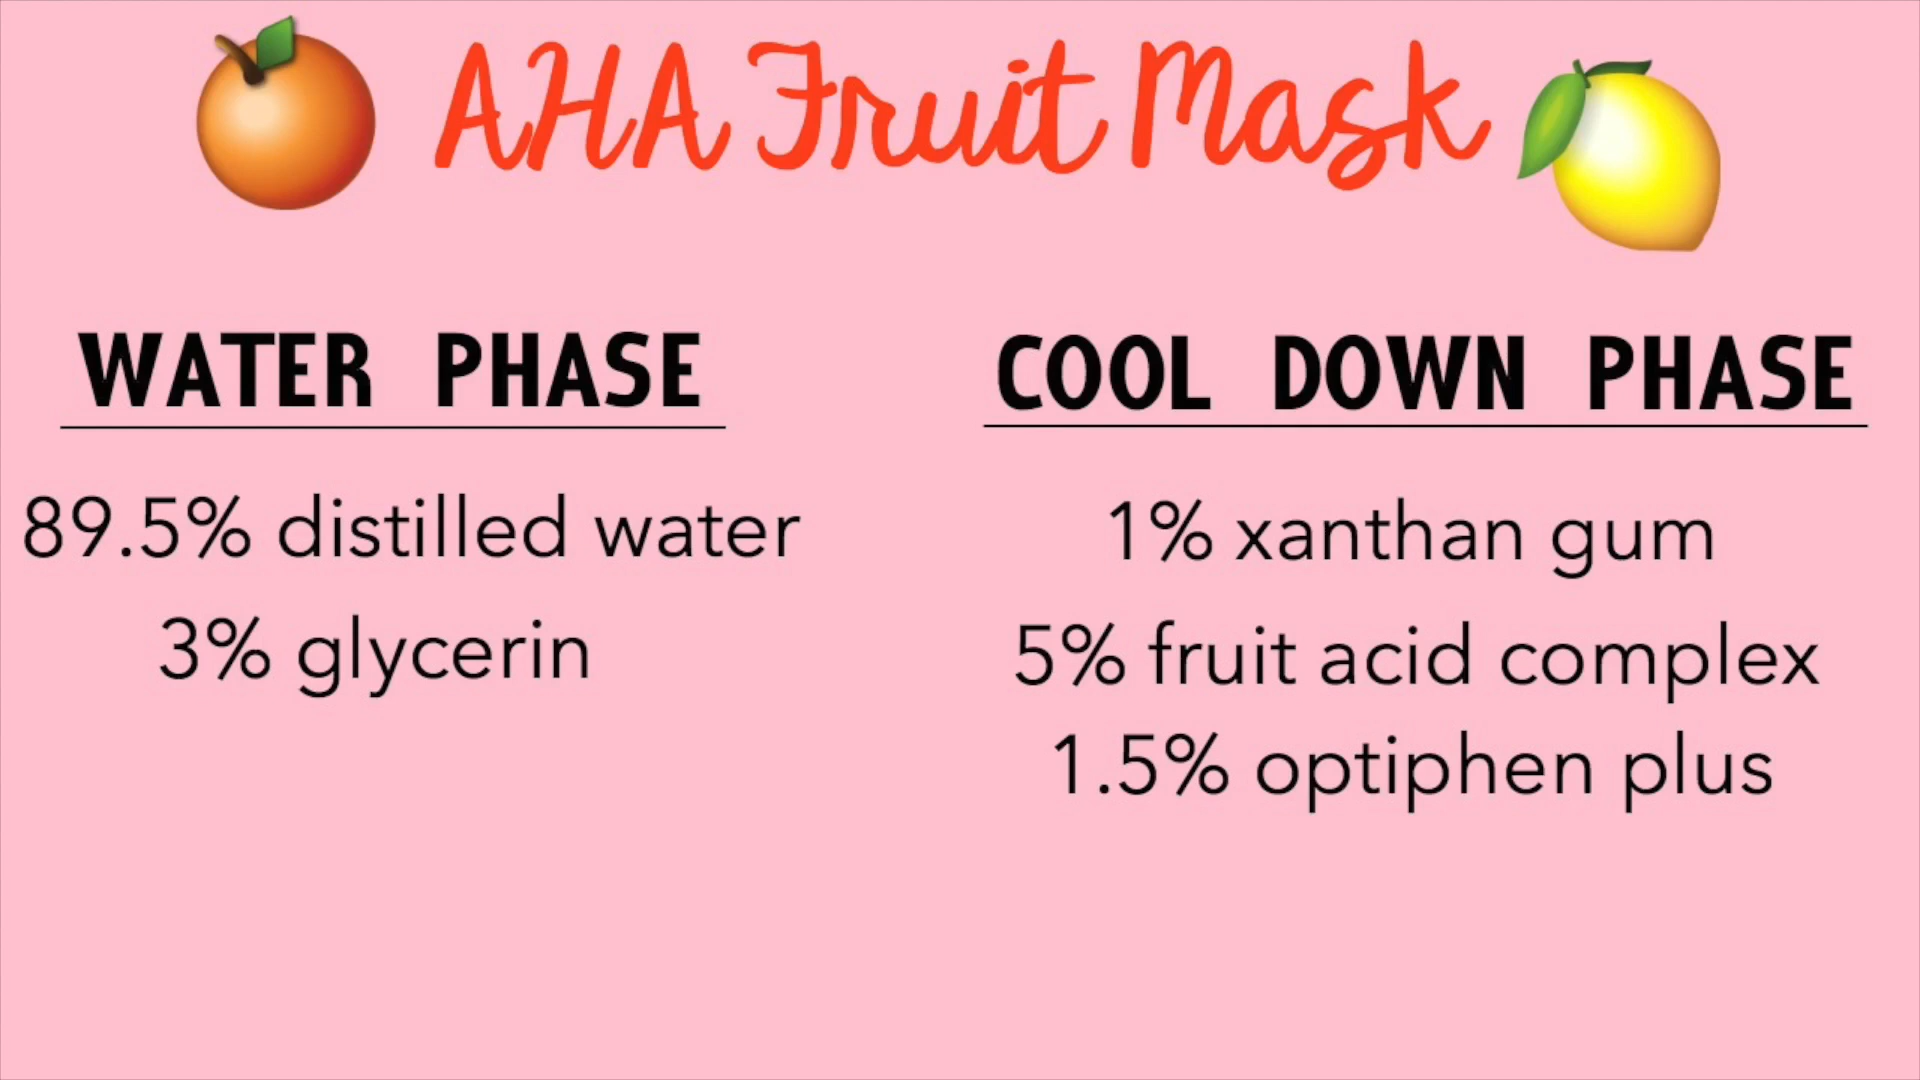 AHA Fruit Mask
WATER PHASE
89.5% distilled water
3% glycerin
COOL DOWN PHASE
1% xanthan gum
5% fruit acid complex
1.5% optiphen plus